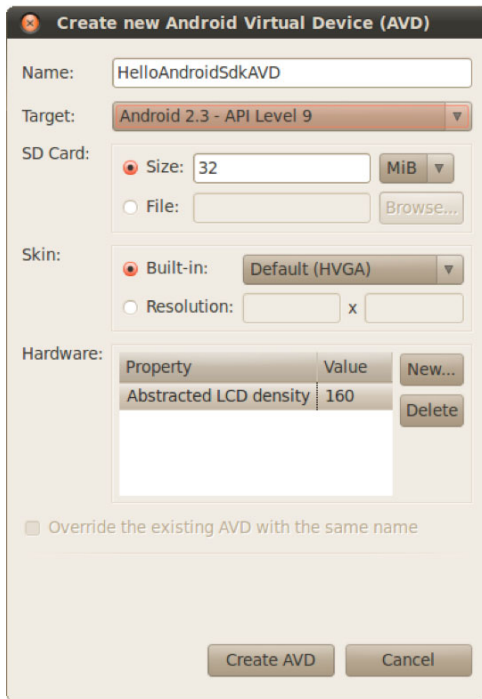 Create new Android Virtual Device (AVD)
Name: HelloAndroidSdkAVD
Target: Android 2.3 - API Level 9
SD Card:
Size: 32 MiB
File: Browse...
Skin:
Built-in: Default (HVGA)
Resolution: x
Hardware:
Property Value New...
Abstracted LCD density 160
Delete
Override the existing AVD with the same name
Create AVD Cancel